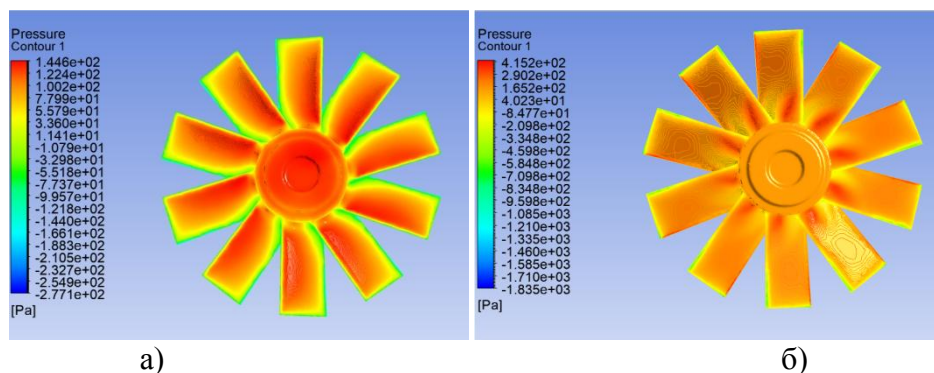 Pressure
Contour 1
1.446e+02
1.224e+02
1.002e+02
7.799e+01
5.579e+01
3.360e+01
1.141e+01
-1.079e+01
-3.298e+01
-5.518e+01
-7.737e+01
-9.957e+01
-1.218e+02
-1.440e+02
-1.661e+02
-1.883e+02
-2.105e+02
-2.327e+02
-2.549e+02
-2.771e+02
[Pa]
Pressure
Contour 1
4.152e+02
2.902e+02
1.652e+02
4.023e+01
-8.477e+01
-2.098e+02
-3.348e+02
-4.598e+02
-5.848e+02
-7.098e+02
-8.348e+02
-9.598e+02
-1.085e+03
-1.210e+03
-1.335e+03
-1.460e+03
-1.585e+03
-1.710e+03
-1.835e+03
[Pa]
а)
б)